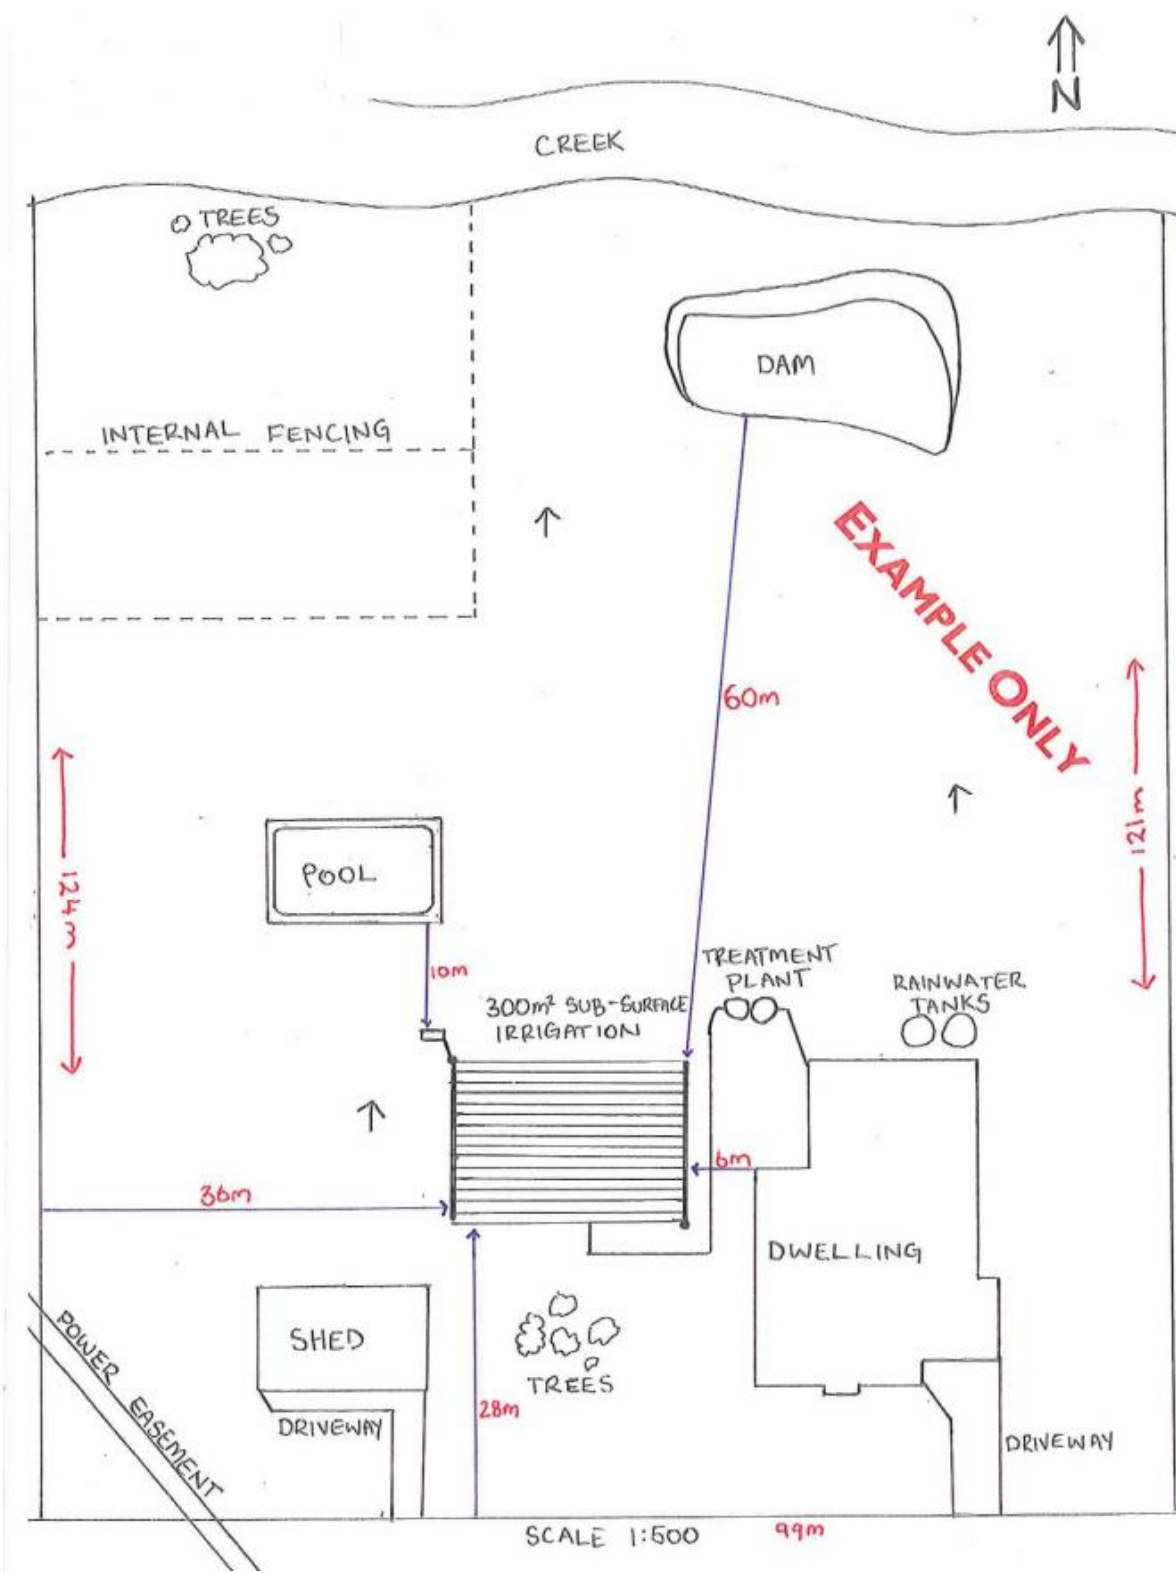 N
CREEK
TREES
DAM
INTERNAL FENCING
EXAMPLE ONLY
60m
121m
124m
POOL
10m
TREATMENT
PLANT
RAINWATER
TANKS
300m² SUB-SURFACE
IRRIGATION
6m
36m
DWELLING
POWER EASEMENT
SHED
TREES
28m
DRIVEWAY
DRIVEWAY
SCALE 1:500
99m